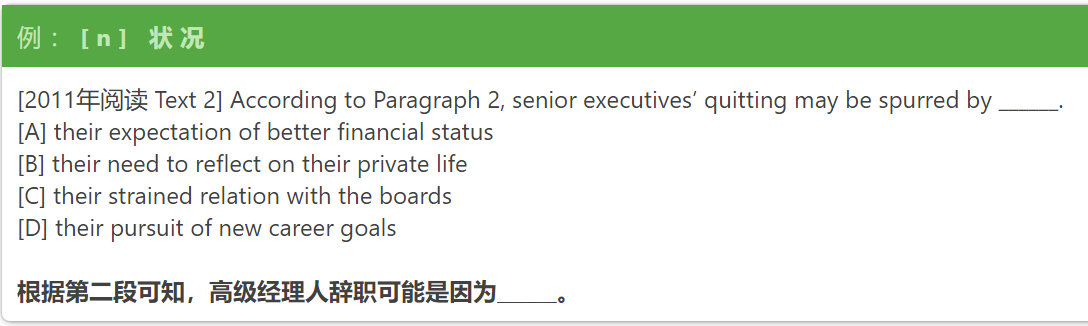 例： [ n ] 状 况
[2011年阅读 Text 2] According to Paragraph 2, senior executives’ quitting may be spurred by ______.
[A] their expectation of better financial status
[B] their need to reflect on their private life
[C] their strained relation with the boards
[D] their pursuit of new career goals
根据第二段可知，高级经理人辞职可能是因为______。